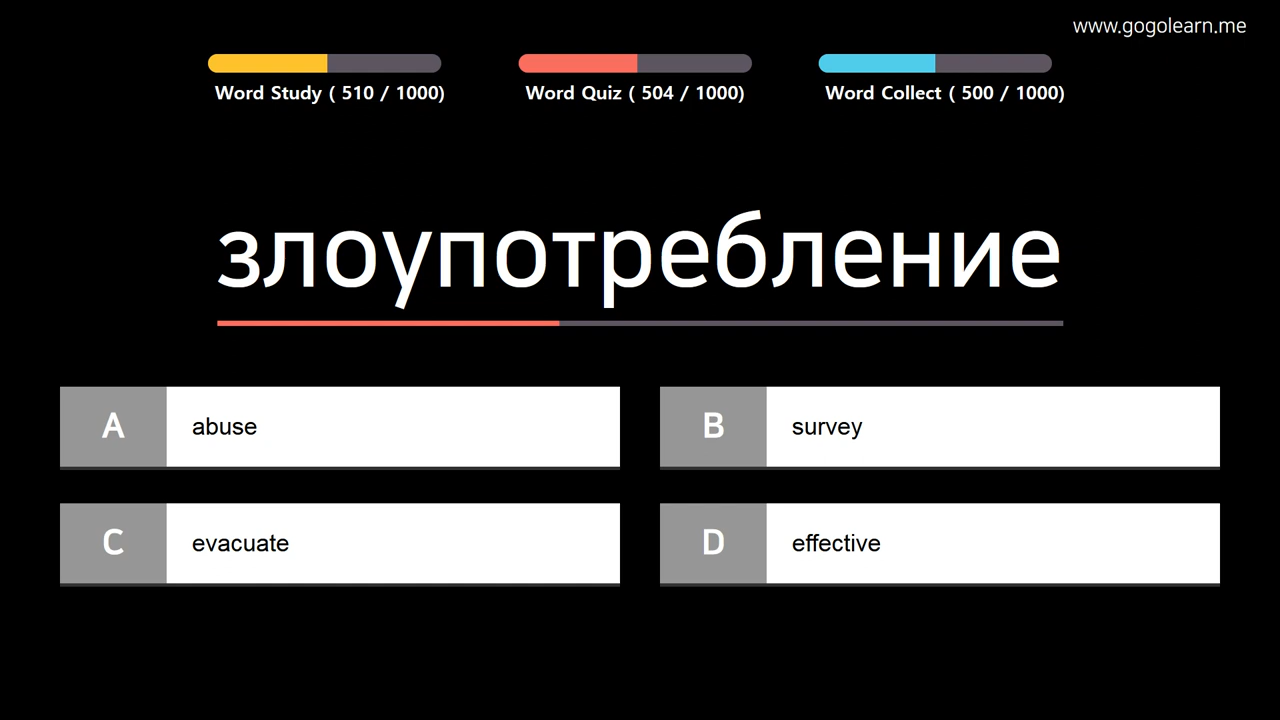 www.gogolearn.me
Word Study ( 510 / 1000)
Word Quiz ( 504 / 1000)
Word Collect ( 500 / 1000)
злоупотребление
A abuse
B survey
C evacuate
D effective